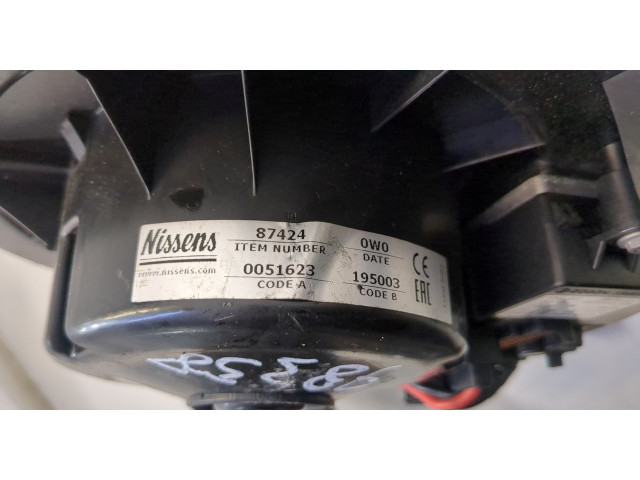 Nissens
www.nissens.com
87424
ITEM NUMBER
0W0
DATE
0051623
CODE A
195003
CODE B
CE
EAC